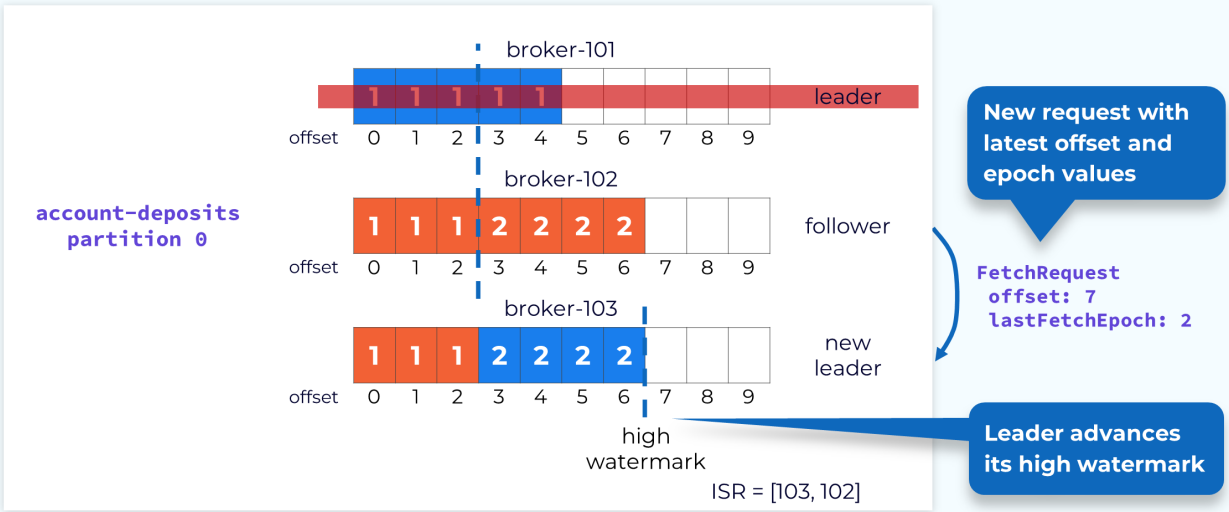 broker-101
1 1 1 1 1
leader
offset 0 1 2 3 4 5 6 7 8 9
account-deposits
partition 0
broker-102
1 1 1 2 2 2 2
follower
offset 0 1 2 3 4 5 6 7 8 9
broker-103
1 1 1 2 2 2 2
new
leader
offset 0 1 2 3 4 5 6 7 8 9
high
watermark
ISR = [103, 102]
New request with
latest offset and
epoch values
FetchRequest
offset: 7
lastFetchEpoch: 2
Leader advances
its high watermark